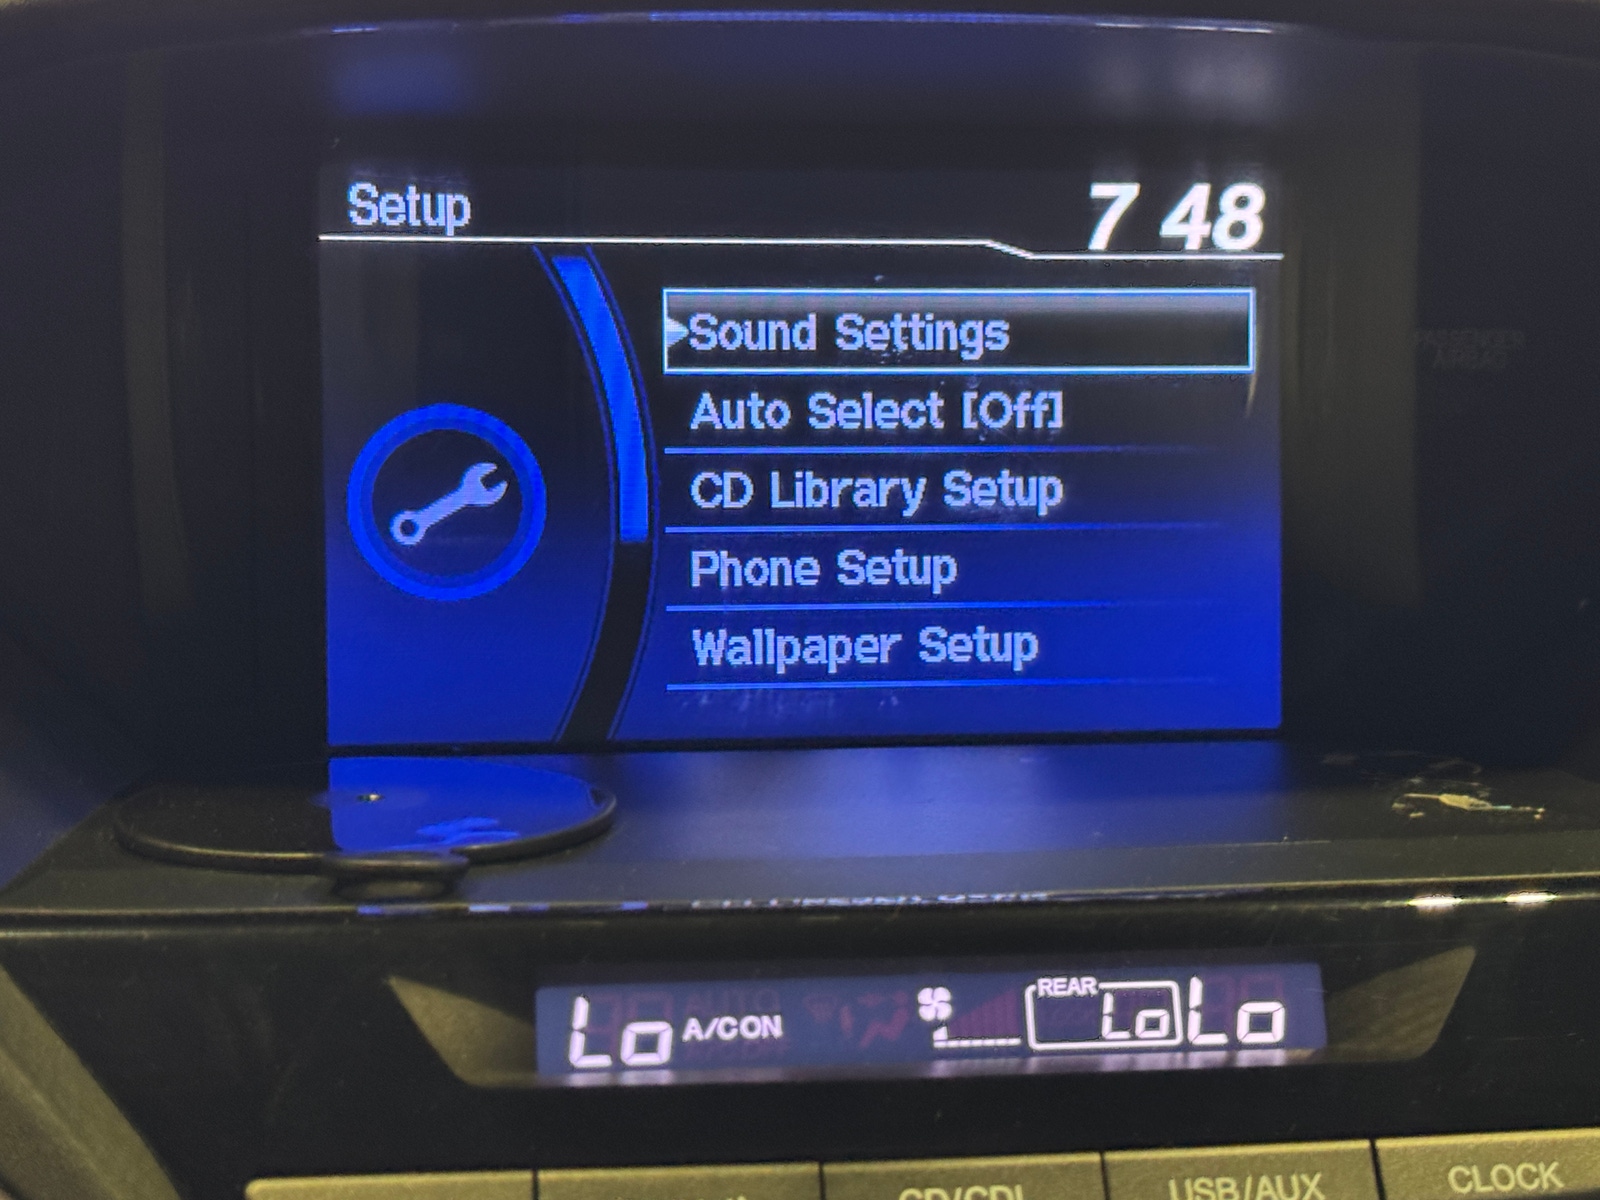 Setup
7 48
Sound Settings
Auto Select [Off]
CD Library Setup
Phone Setup
Wallpaper Setup
Lo A/CON REAR Lo Lo
USB/AUX
CLOCK